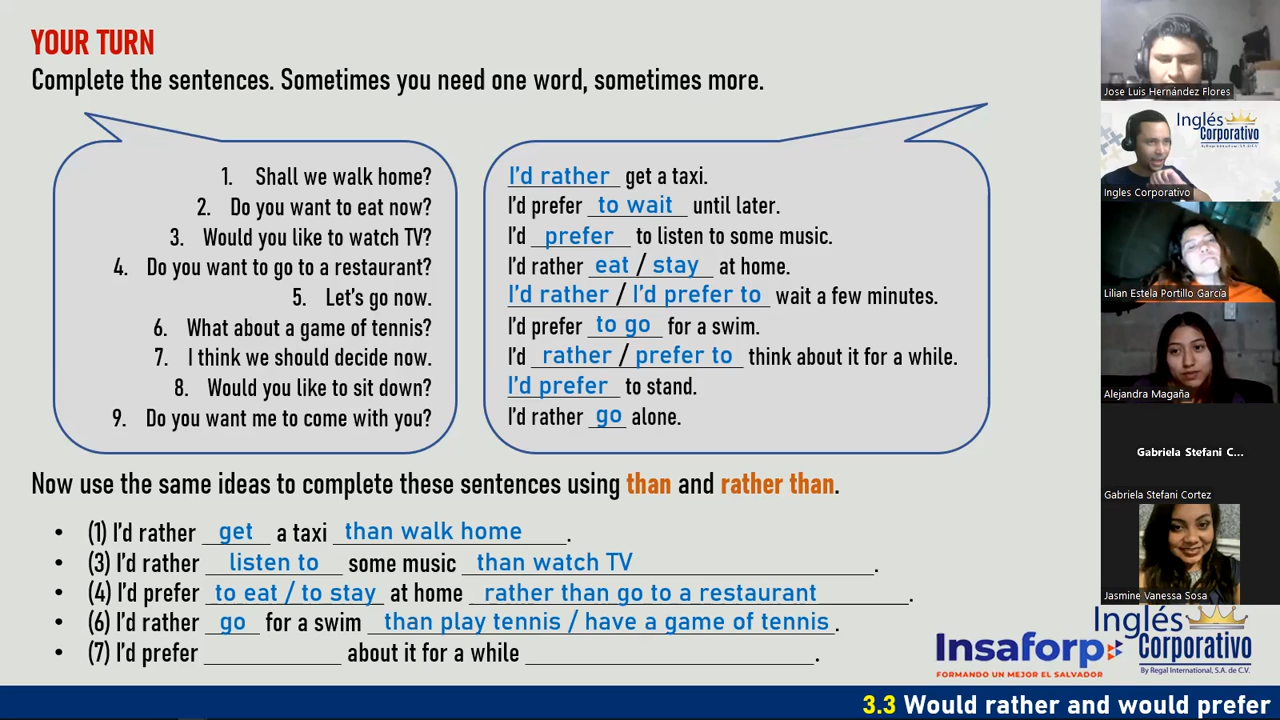 YOUR TURN
Complete the sentences. Sometimes you need one word, sometimes more.
1. Shall we walk home?
2. Do you want to eat now?
3. Would you like to watch TV?
4. Do you want to go to a restaurant?
5. Let's go now.
6. What about a game of tennis?
7. I think we should decide now.
8. Would you like to sit down?
9. Do you want me to come with you?
I'd rather get a taxi.
I'd prefer to wait until later.
I'd prefer to listen to some music.
I'd rather eat / stay at home.
I'd rather / I'd prefer to wait a few minutes.
I'd prefer to go for a swim.
I'd rather / prefer to think about it for a while.
I'd prefer to stand.
I'd rather go alone.
Now use the same ideas to complete these sentences using than and rather than.
• (1) I'd rather get a taxi than walk home.
• (3) I'd rather listen to some music than watch TV.
• (4) I'd prefer to eat / to stay at home rather than go to a restaurant.
• (6) I'd rather go for a swim than play tennis / have a game of tennis.
• (7) I'd prefer ____________ about it for a while _________________________.
Jose Luis Hernández Flores
Inglés
Corporativo
By Regal International, S.A. de C.V.
Ingles Corporativo
Lilian Estela Portillo García
Alejandra Magaña
Gabriela Stefani C...
Gabriela Stefani Cortez
Jasmine Vanessa Sosa
Insaforp
FORMANDO UN MEJOR EL SALVADOR
Inglés
Corporativo
By Regal International, S.A. de C.V.
3.3 Would rather and would prefer